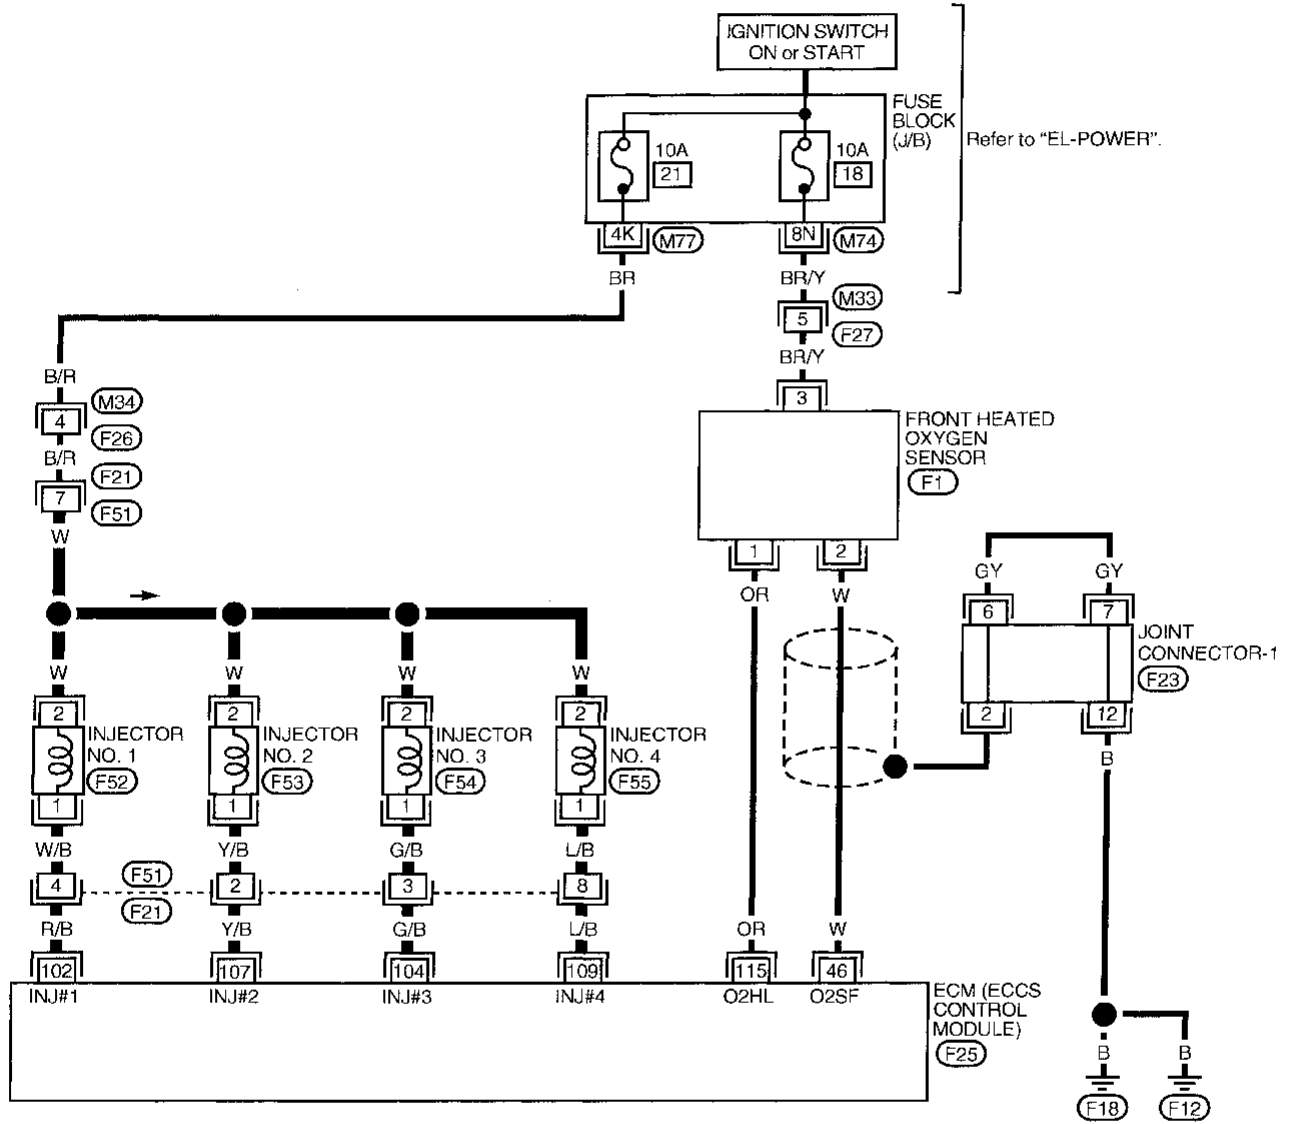 IGNITION SWITCH
ON or START
FUSE
BLOCK
(J/B)
Refer to "EL-POWER".
10A
21
10A
18
4K
M77
8N
M74
BR
BR/Y
M33
5
F27
BR/Y
B/R
M34
4
F26
B/R
F21
7
F51
W
3
FRONT HEATED
OXYGEN
SENSOR
F1
1
2
OR
W
GY
GY
6
7
JOINT
CONNECTOR-1
F23
2
12
B
W
W
W
W
2
2
2
2
INJECTOR
NO. 1
F52
INJECTOR
NO. 2
F53
INJECTOR
NO. 3
F54
INJECTOR
NO. 4
F55
1
1
1
1
W/B
Y/B
G/B
L/B
F51
4
2
3
8
F21
R/B
Y/B
G/B
L/B
OR
W
102
107
104
109
115
46
INJ#1
INJ#2
INJ#3
INJ#4
O2HL
O2SF
ECM (ECCS
CONTROL
MODULE)
F25
B
B
F18
F12